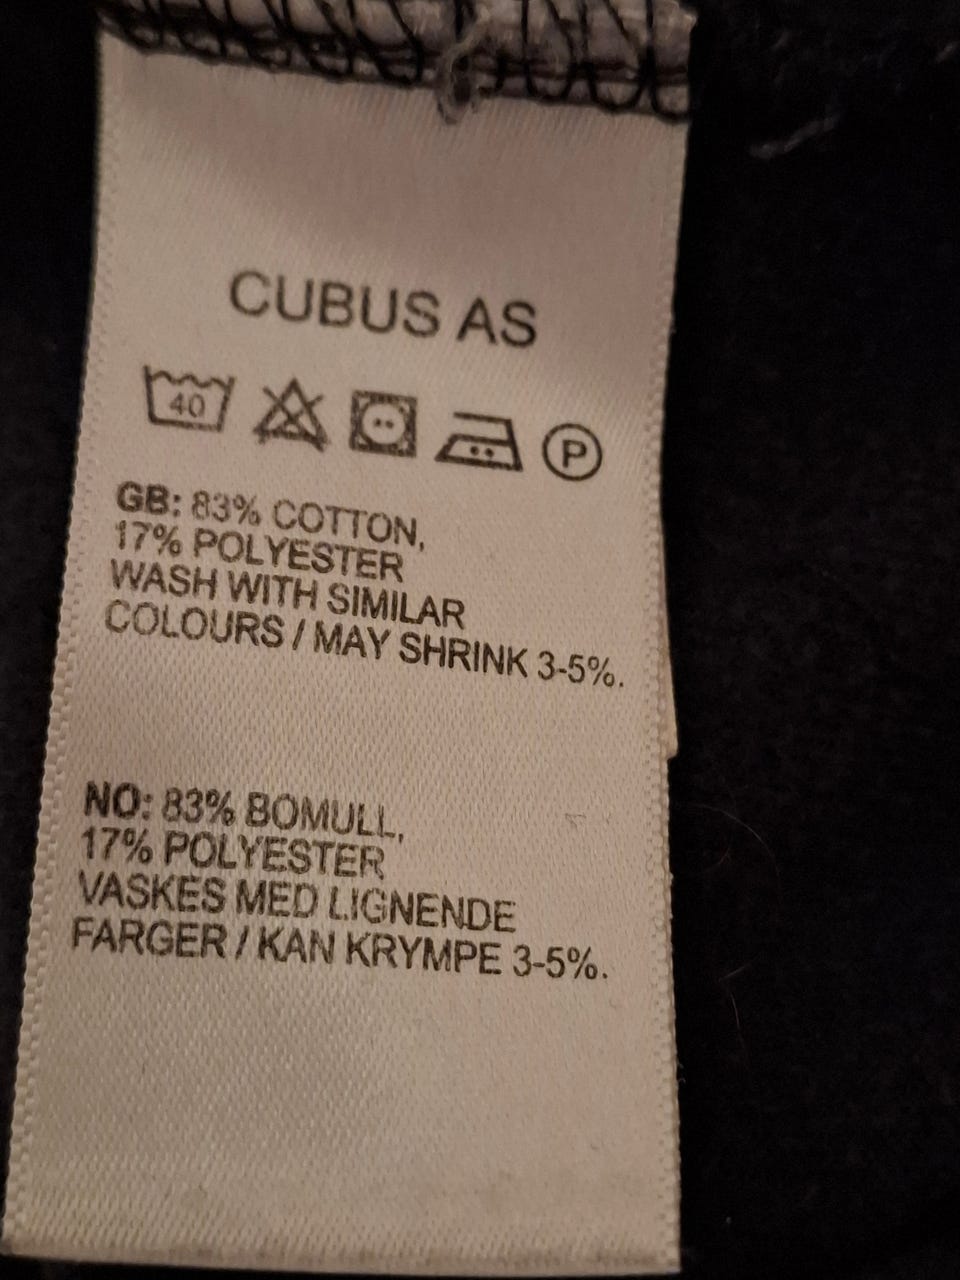 CUBUS AS
40
P
GB: 83% COTTON,
17% POLYESTER
WASH WITH SIMILAR
COLOURS / MAY SHRINK 3-5%.
NO: 83% BOMULL,
17% POLYESTER
VASKES MED LIGNENDE
FARGER / KAN KRYMPE 3-5%.